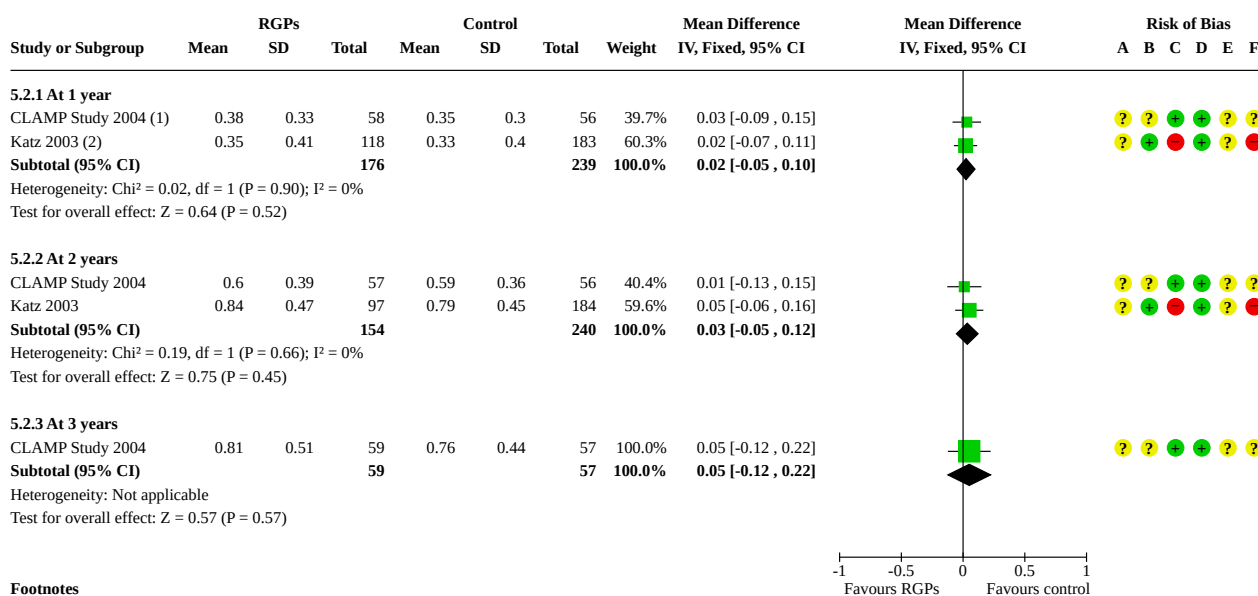 RGPs Control Mean Difference Mean Difference Risk of Bias
Study or Subgroup Mean SD Total Mean SD Total Weight IV, Fixed, 95% CI IV, Fixed, 95% CI A B C D E F
5.2.1 At 1 year
CLAMP Study 2004 (1) 0.38 0.33 58 0.35 0.3 56 39.7% 0.03 [-0.09 , 0.15] ? ? + + ? ?
Katz 2003 (2) 0.35 0.41 118 0.33 0.4 183 60.3% 0.02 [-0.07 , 0.11] ? + − + ? −
Subtotal (95% CI) 176 239 100.0% 0.02 [-0.05 , 0.10]
Heterogeneity: Chi² = 0.02, df = 1 (P = 0.90); I² = 0%
Test for overall effect: Z = 0.64 (P = 0.52)
5.2.2 At 2 years
CLAMP Study 2004 0.6 0.39 57 0.59 0.36 56 40.4% 0.01 [-0.13 , 0.15] ? ? + + ? ?
Katz 2003 0.84 0.47 97 0.79 0.45 184 59.6% 0.05 [-0.06 , 0.16] ? + − + ? −
Subtotal (95% CI) 154 240 100.0% 0.03 [-0.05 , 0.12]
Heterogeneity: Chi² = 0.19, df = 1 (P = 0.66); I² = 0%
Test for overall effect: Z = 0.75 (P = 0.45)
5.2.3 At 3 years
CLAMP Study 2004 0.81 0.51 59 0.76 0.44 57 100.0% 0.05 [-0.12 , 0.22] ? ? + + ? ?
Subtotal (95% CI) 59 57 100.0% 0.05 [-0.12 , 0.22]
Heterogeneity: Not applicable
Test for overall effect: Z = 0.57 (P = 0.57)
-1 -0.5 0 0.5 1
Favours RGPs Favours control
Footnotes